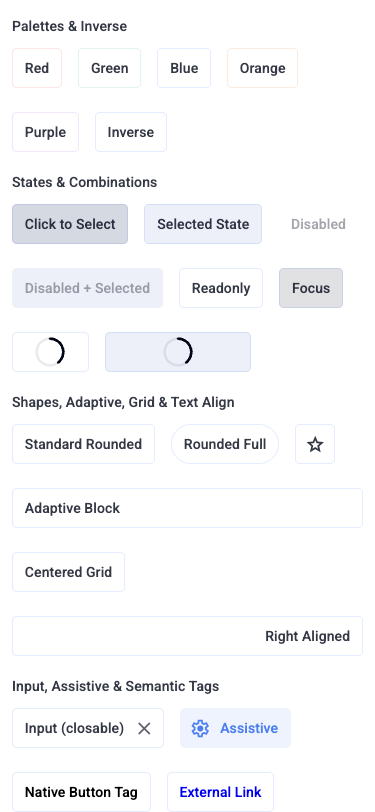 Palettes & Inverse
Red Green Blue Orange
Purple Inverse
States & Combinations
Click to Select Selected State Disabled
Disabled + Selected Readonly Focus
Shapes, Adaptive, Grid & Text Align
Standard Rounded Rounded Full
Adaptive Block
Centered Grid
Right Aligned
Input, Assistive & Semantic Tags
Input (closable) Assistive
Native Button Tag External Link